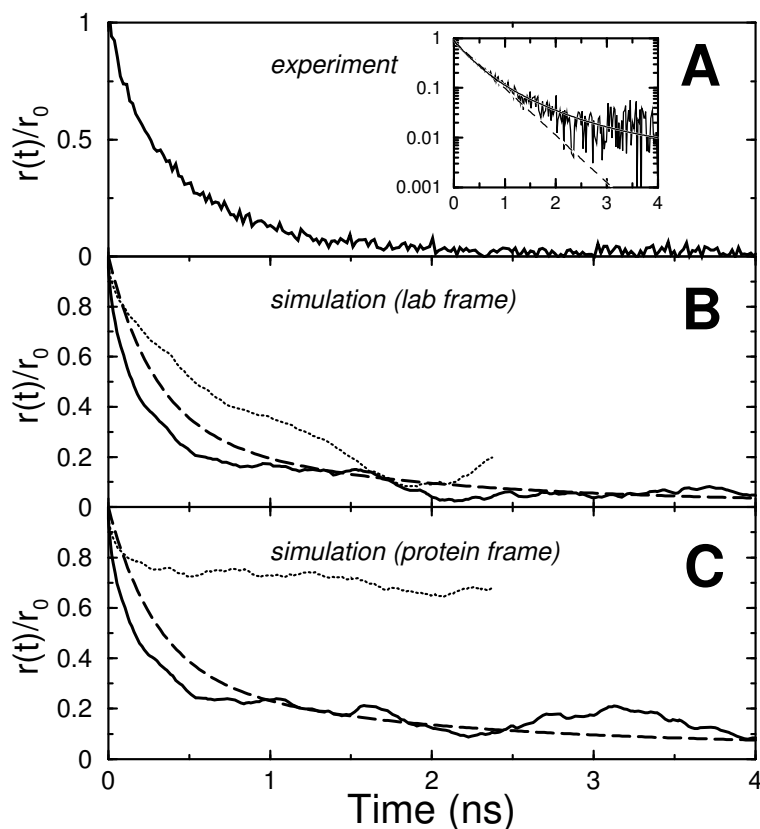 1
0.5
0
r(t)/r0
experiment
A
1
0.1
0.01
0.001
0 1 2 3 4
0.8
0.6
0.4
0.2
0
r(t)/r0
simulation (lab frame)
B
0.8
0.6
0.4
0.2
0
r(t)/r0
simulation (protein frame)
C
0 1 2 3 4
Time (ns)